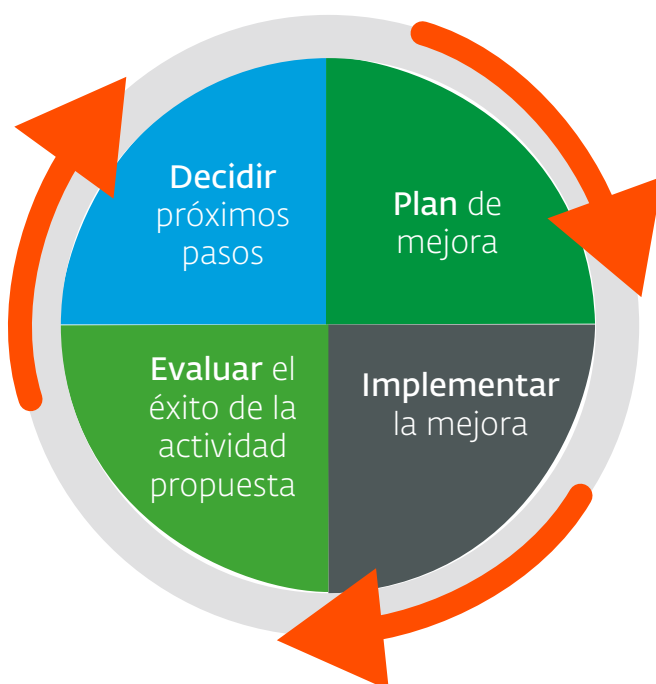 Decidir
próximos
pasos
Plan de
mejora
Evaluar el
éxito de la
actividad
propuesta
Implementar
la mejora